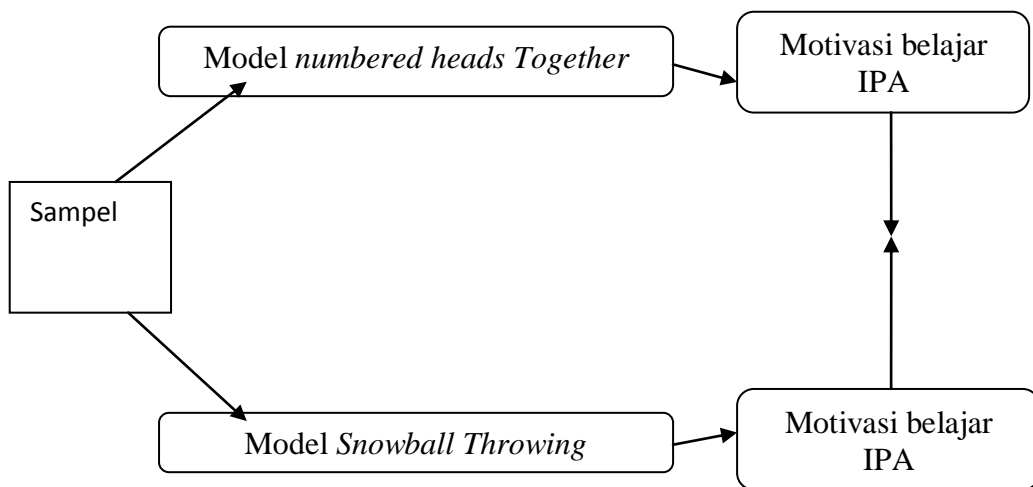 Model numbered heads Together
Motivasi belajar
IPA
Sampel
Model Snowball Throwing
Motivasi belajar
IPA